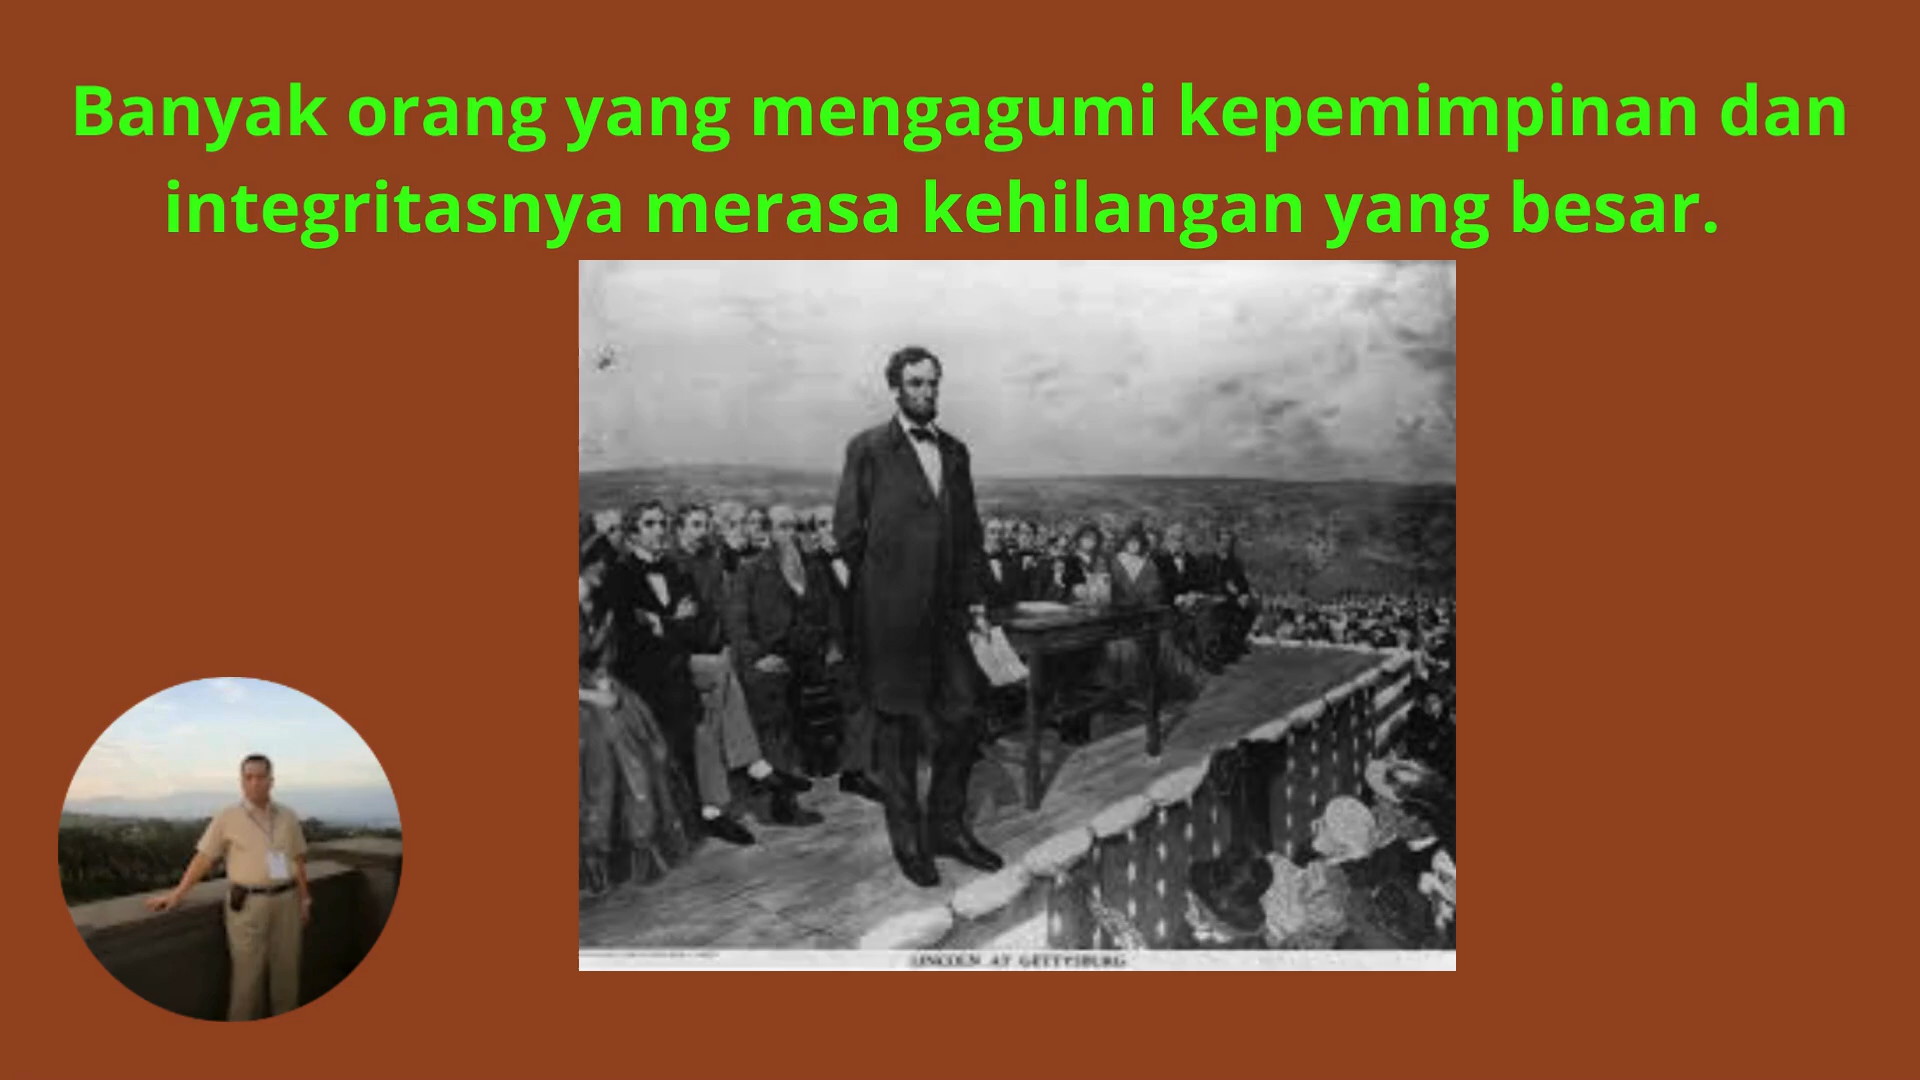 Banyak orang yang mengagumi kepemimpinan dan
integritasnya merasa kehilangan yang besar.
LINCOLN AT GETTYSBURG